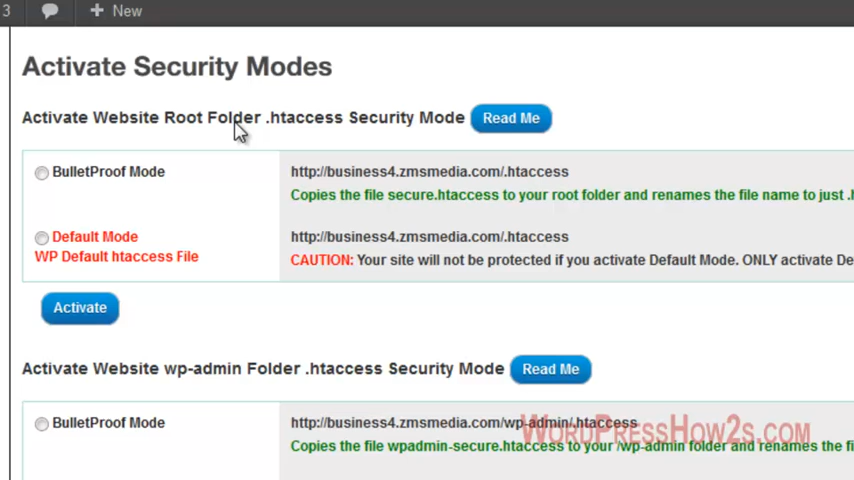 3 New
Activate Security Modes
Activate Website Root Folder .htaccess Security Mode Read Me
BulletProof Mode http://business4.zmsmedia.com/.htaccess
Copies the file secure.htaccess to your root folder and renames the file name to just .h
Default Mode http://business4.zmsmedia.com/.htaccess
WP Default htaccess File CAUTION: Your site will not be protected if you activate Default Mode. ONLY activate De
Activate
Activate Website wp-admin Folder .htaccess Security Mode Read Me
BulletProof Mode http://business4.zmsmedia.com/wp-admin/.htaccess
WordPressHow2s.com
Copies the file wpadmin-secure.htaccess to your /wp-admin folder and renames the fi